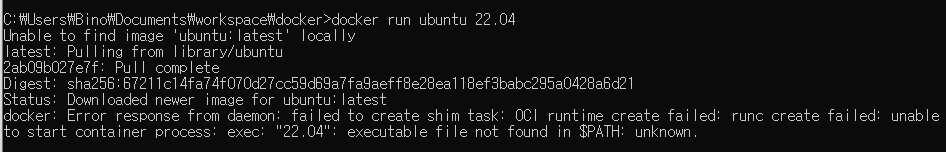 C:₩Users₩Bino₩Documents₩workspace₩docker>docker run ubuntu 22.04
Unable to find image 'ubuntu:latest' locally
latest: Pulling from library/ubuntu
2ab09b027e7f: Pull complete
Digest: sha256:67211c14fa74f070d27cc59d69a7fa9aeff8e28ea118ef3babc295a0428a6d21
Status: Downloaded newer image for ubuntu:latest
docker: Error response from daemon: failed to create shim task: OCI runtime create failed: runc create failed: unable
to start container process: exec: "22.04": executable file not found in $PATH: unknown.